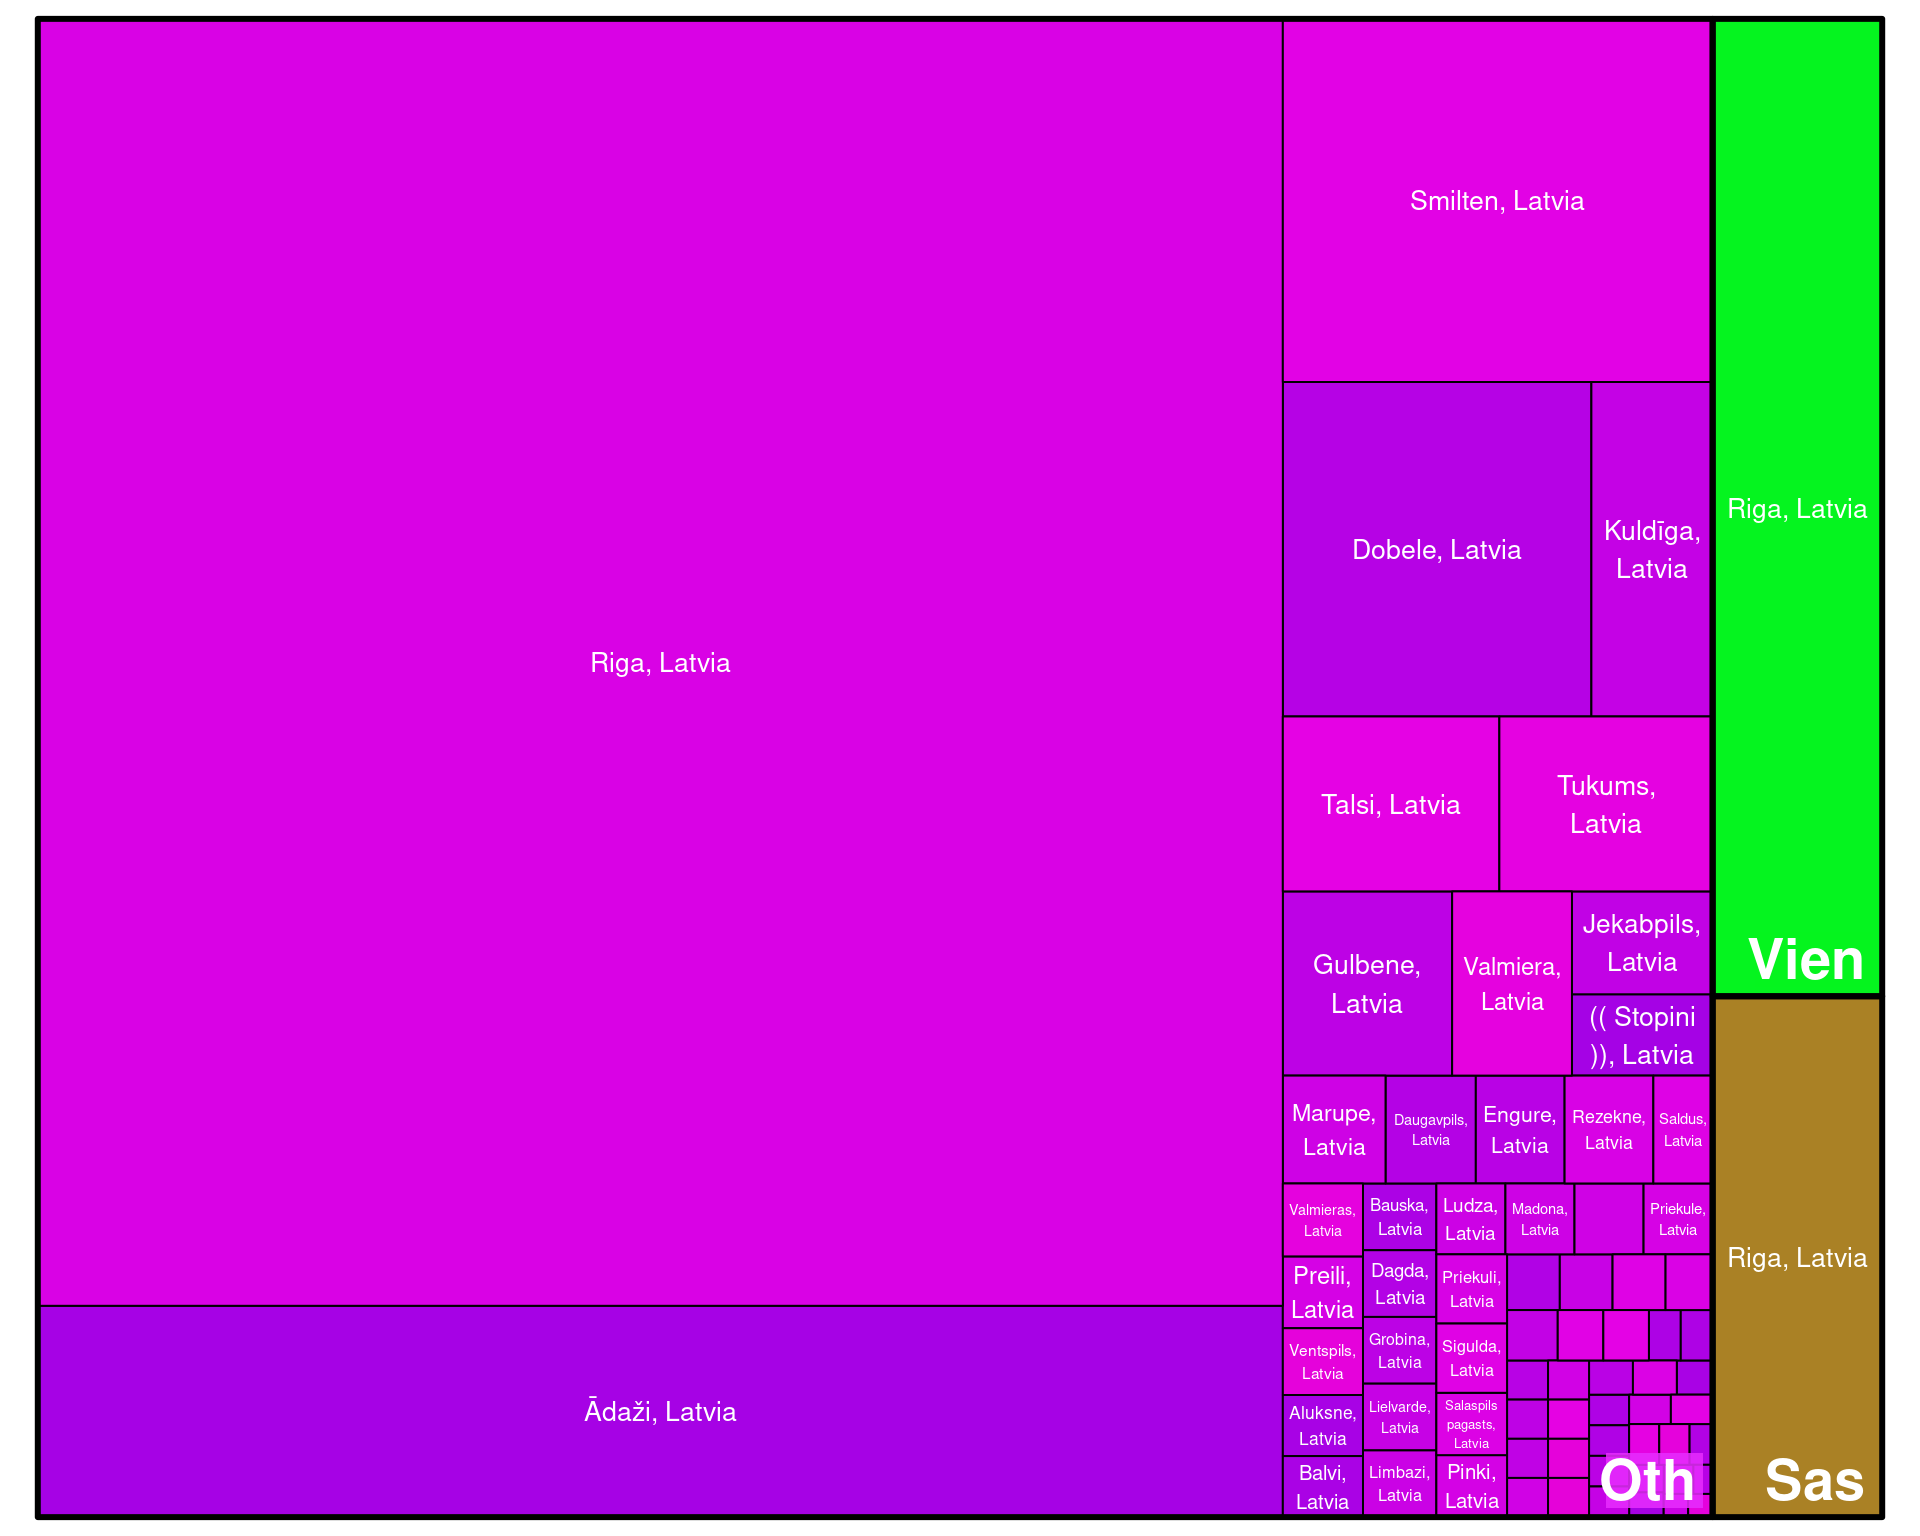 Riga, Latvia
Ādaži, Latvia
Smilten, Latvia
Dobele, Latvia
Kuldīga,
Latvia
Talsi, Latvia
Tukums,
Latvia
Gulbene,
Latvia
Valmiera,
Latvia
Jekabpils,
Latvia
(( Stopini
)), Latvia
Marupe,
Latvia
Daugavpils,
Latvia
Engure,
Latvia
Rezekne,
Latvia
Saldus,
Latvia
Valmieras,
Latvia
Preili,
Latvia
Ventspils,
Latvia
Aluksne,
Latvia
Balvi,
Latvia
Bauska,
Latvia
Dagda,
Latvia
Grobina,
Latvia
Lielvarde,
Latvia
Limbazi,
Latvia
Ludza,
Latvia
Madona,
Latvia
Priekule,
Latvia
Priekuli,
Latvia
Sigulda,
Latvia
Salaspils
pagasts,
Latvia
Pinki,
Latvia
Oth
Riga, Latvia
Vien
Riga, Latvia
Sas